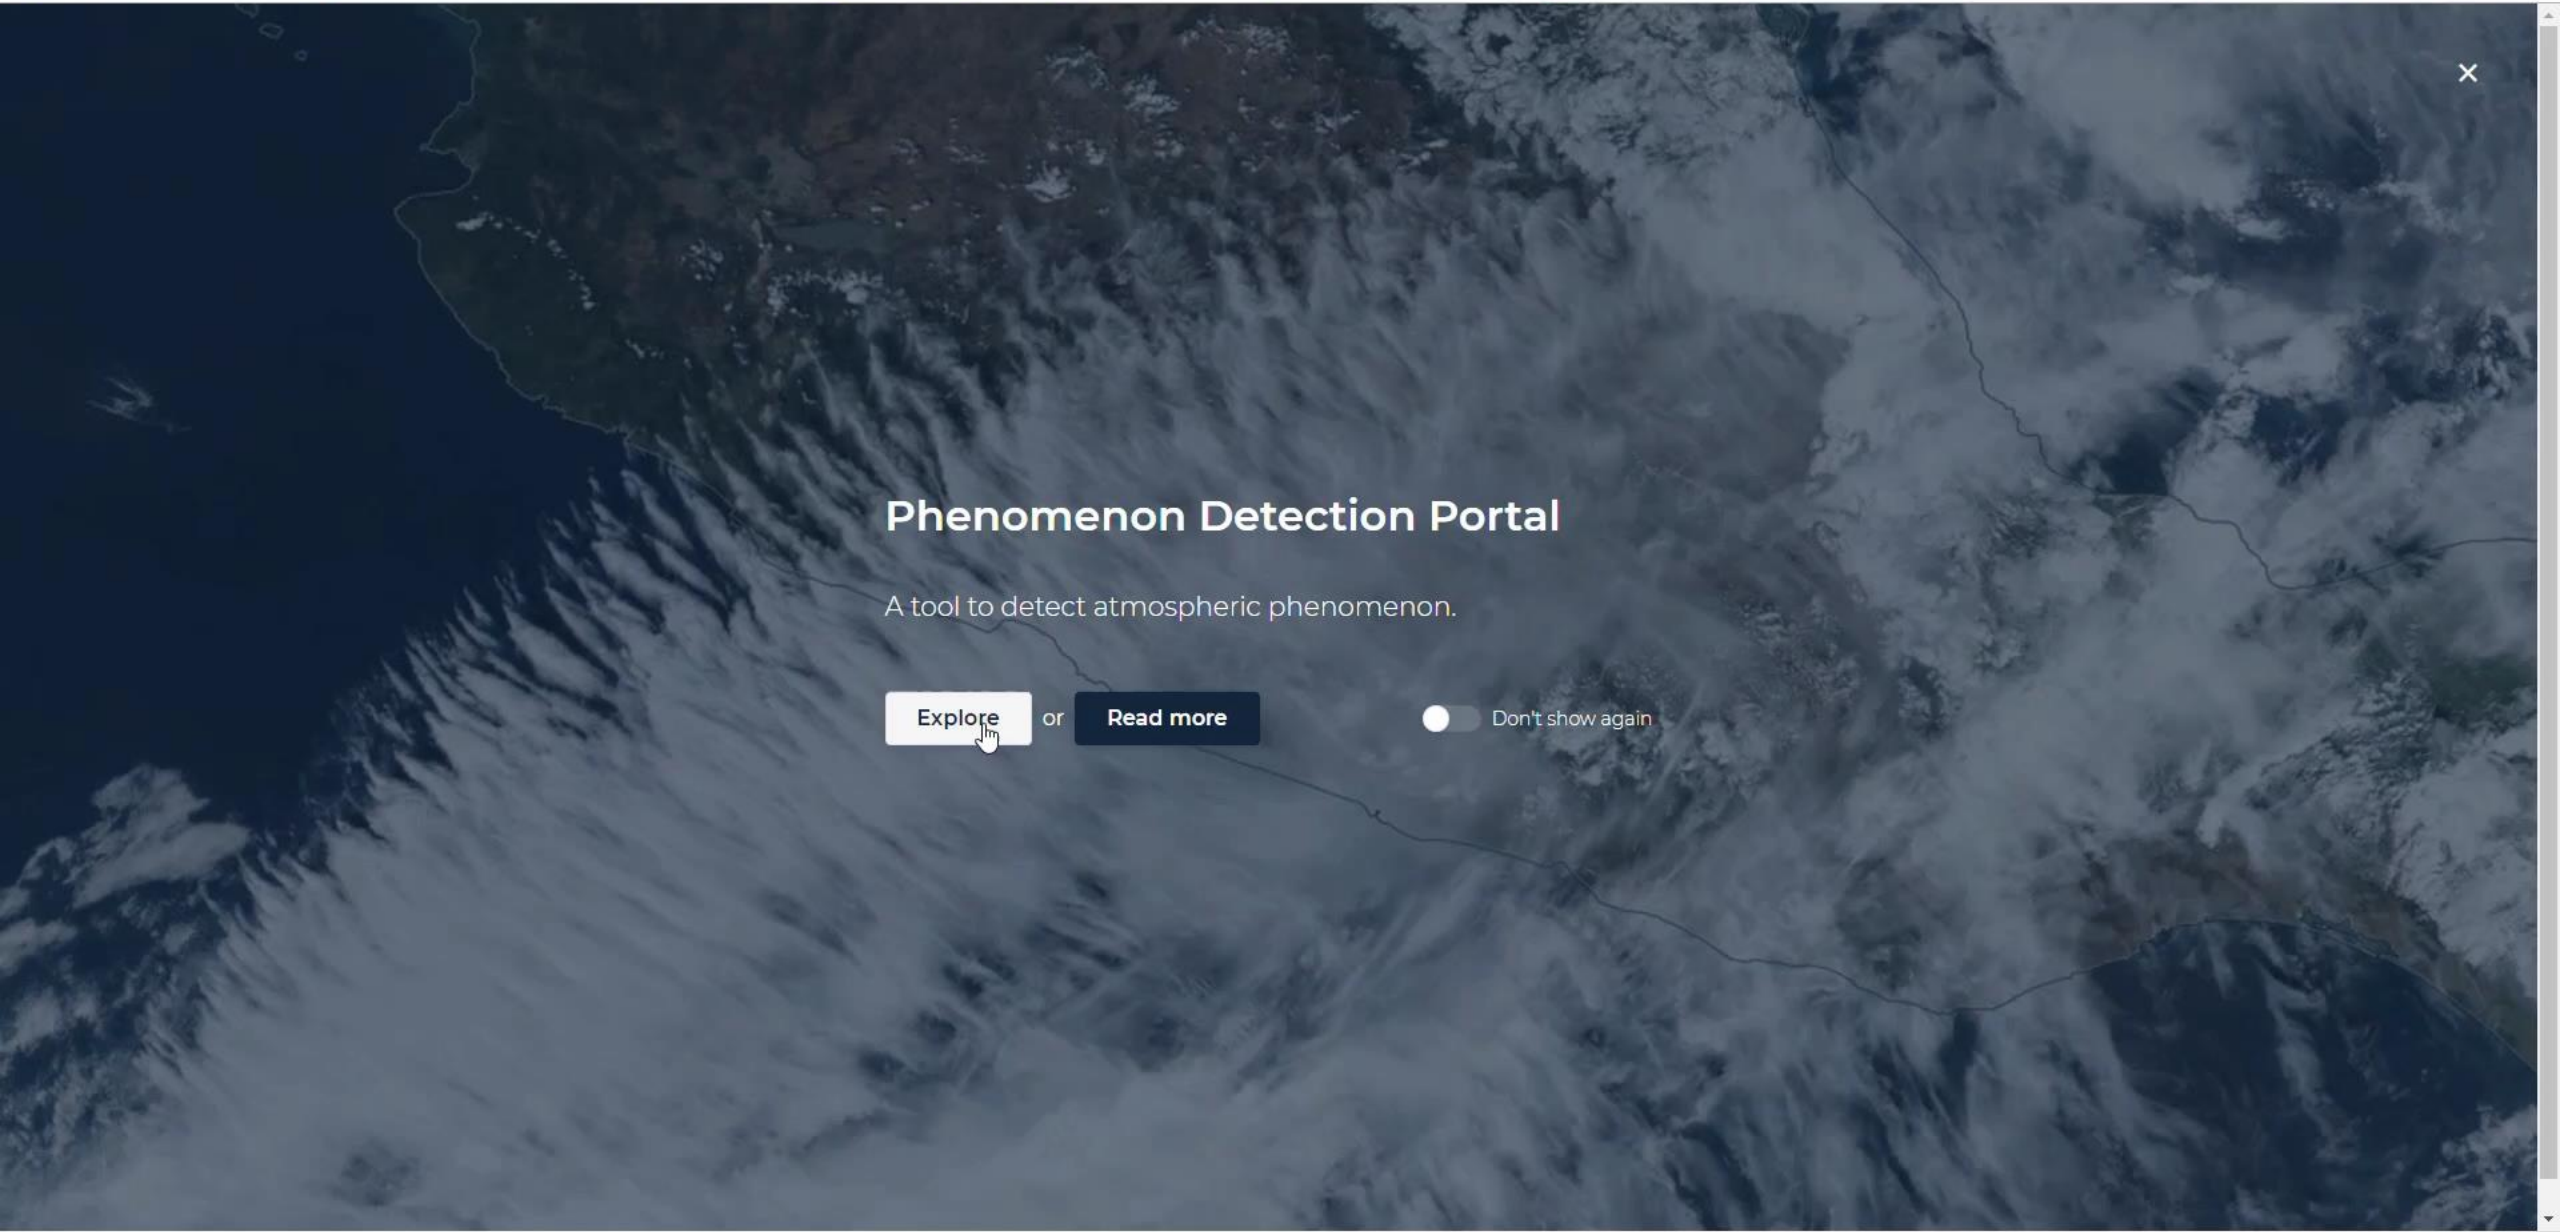 Phenomenon Detection Portal
A tool to detect atmospheric phenomenon.
Explore or Read more Don't show again